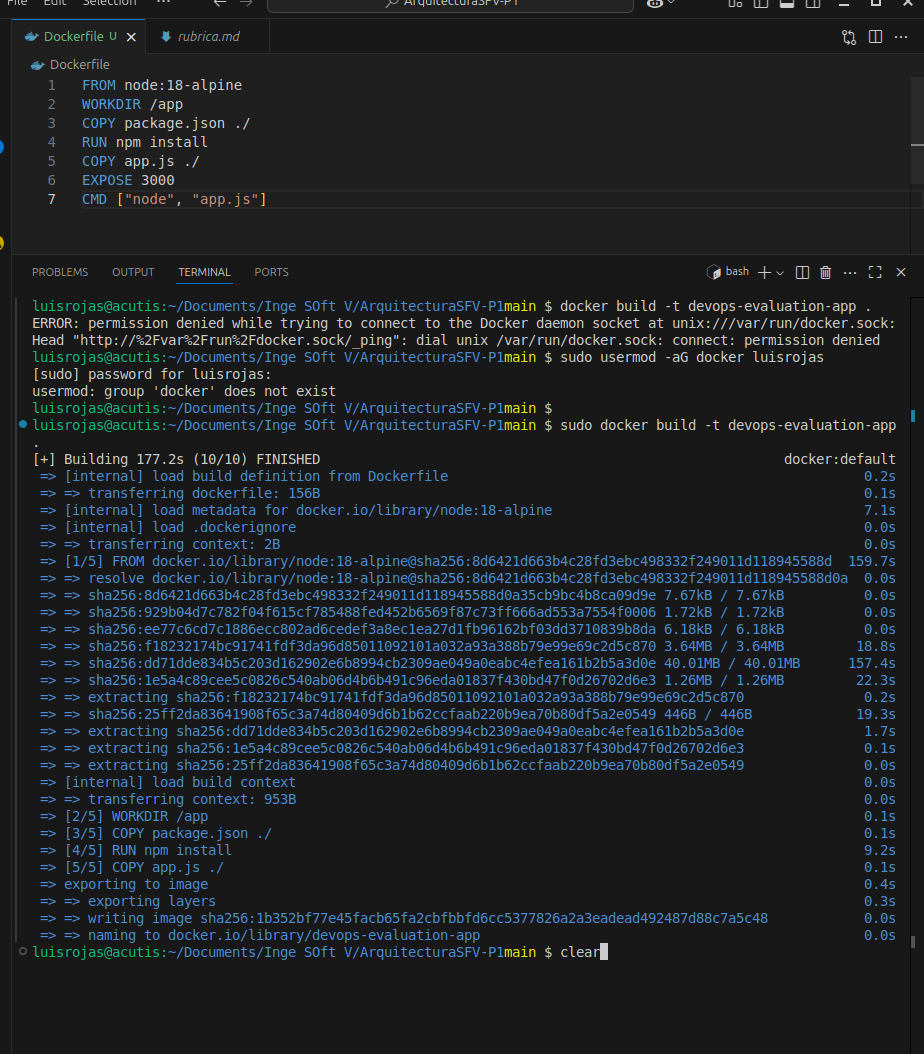 File Edit Selection ··· ArquitecturaSFV-P1
Dockerfile U rubrica.md
Dockerfile
1 FROM node:18-alpine
2 WORKDIR /app
3 COPY package.json ./
4 RUN npm install
5 COPY app.js ./
6 EXPOSE 3000
7 CMD ["node", "app.js"]
PROBLEMS OUTPUT TERMINAL PORTS bash
luisrojas@acutis:~/Documents/Inge SOft V/ArquitecturaSFV-P1main $ docker build -t devops-evaluation-app .
ERROR: permission denied while trying to connect to the Docker daemon socket at unix:///var/run/docker.sock:
Head "http://%2Fvar%2Frun%2Fdocker.sock/_ping": dial unix /var/run/docker.sock: connect: permission denied
luisrojas@acutis:~/Documents/Inge SOft V/ArquitecturaSFV-P1main $ sudo usermod -aG docker luisrojas
[sudo] password for luisrojas:
usermod: group 'docker' does not exist
luisrojas@acutis:~/Documents/Inge SOft V/ArquitecturaSFV-P1main $
luisrojas@acutis:~/Documents/Inge SOft V/ArquitecturaSFV-P1main $ sudo docker build -t devops-evaluation-app
.
[+] Building 177.2s (10/10) FINISHED docker:default
=> [internal] load build definition from Dockerfile 0.2s
=> => transferring dockerfile: 156B 0.1s
=> [internal] load metadata for docker.io/library/node:18-alpine 7.1s
=> [internal] load .dockerignore 0.0s
=> => transferring context: 2B 0.0s
=> [1/5] FROM docker.io/library/node:18-alpine@sha256:8d6421d663b4c28fd3ebc498332f249011d118945588d 159.7s
=> => resolve docker.io/library/node:18-alpine@sha256:8d6421d663b4c28fd3ebc498332f249011d118945588d0a 0.0s
=> => sha256:8d6421d663b4c28fd3ebc498332f249011d118945588d0a35cb9bc4b8ca09d9e 7.67kB / 7.67kB 0.0s
=> => sha256:929b04d7c782f04f615cf785488fed452b6569f87c73ff666ad553a7554f0006 1.72kB / 1.72kB 0.0s
=> => sha256:ee77c6cd7c1886ecc802ad6cedef3a8ec1ea27d1fb96162bf03dd3710839b8da 6.18kB / 6.18kB 0.0s
=> => sha256:f18232174bc91741fdf3da96d85011092101a032a93a388b79e99e69c2d5c870 3.64MB / 3.64MB 18.8s
=> => sha256:dd71dde834b5c203d162902e6b8994cb2309ae049a0eabc4efea161b2b5a3d0e 40.01MB / 40.01MB 157.4s
=> => sha256:1e5a4c89cee5c0826c540ab06d4b6b491c96eda01837f430bd47f0d26702d6e3 1.26MB / 1.26MB 22.3s
=> => extracting sha256:f18232174bc91741fdf3da96d85011092101a032a93a388b79e99e69c2d5c870 0.2s
=> => sha256:25ff2da83641908f65c3a74d80409d6b1b62ccfaab220b9ea70b80df5a2e0549 446B / 446B 19.3s
=> => extracting sha256:dd71dde834b5c203d162902e6b8994cb2309ae049a0eabc4efea161b2b5a3d0e 1.7s
=> => extracting sha256:1e5a4c89cee5c0826c540ab06d4b6b491c96eda01837f430bd47f0d26702d6e3 0.1s
=> => extracting sha256:25ff2da83641908f65c3a74d80409d6b1b62ccfaab220b9ea70b80df5a2e0549 0.0s
=> [internal] load build context 0.0s
=> => transferring context: 953B 0.0s
=> [2/5] WORKDIR /app 0.1s
=> [3/5] COPY package.json ./ 0.1s
=> [4/5] RUN npm install 9.2s
=> [5/5] COPY app.js ./ 0.1s
=> exporting to image 0.4s
=> => exporting layers 0.3s
=> => writing image sha256:1b352bf77e45facb65fa2cbfbbfd6cc5377826a2a3eadead492487d88c7a5c48 0.0s
=> => naming to docker.io/library/devops-evaluation-app 0.0s
luisrojas@acutis:~/Documents/Inge SOft V/ArquitecturaSFV-P1main $ clear